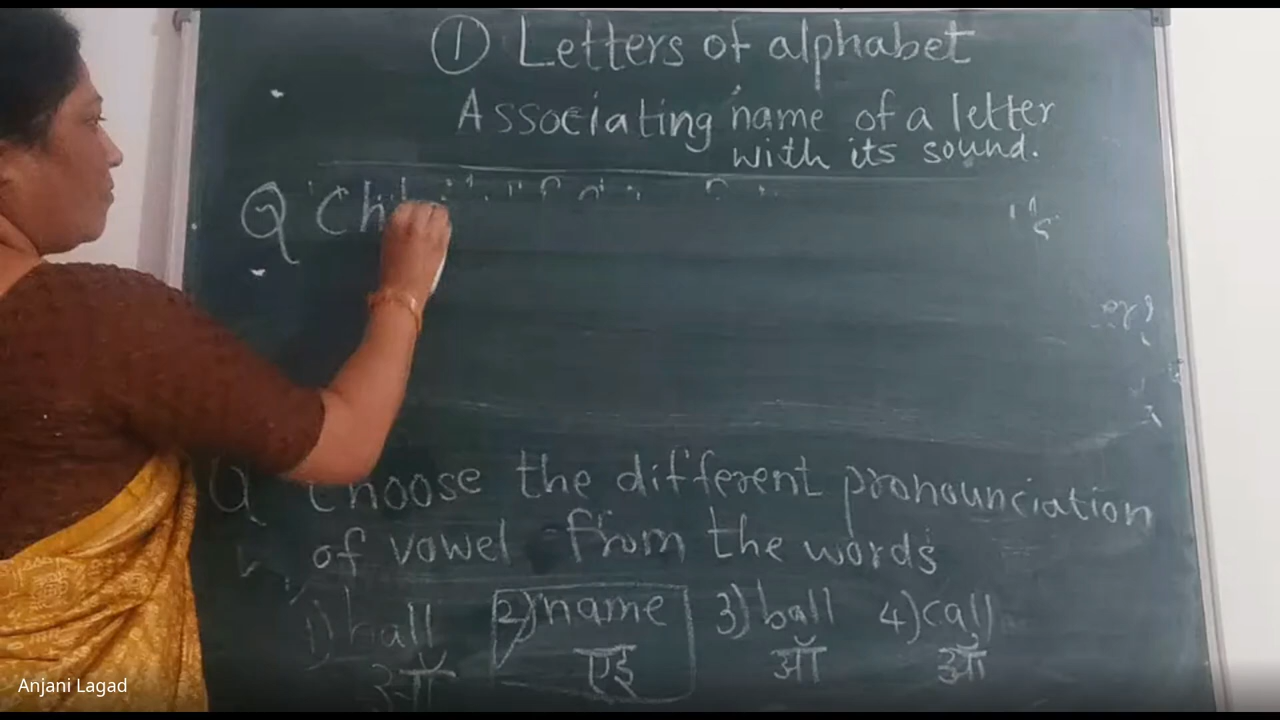 ① Letters of alphabet
Associating name of a letter
with its sound.
Q Ch
Q Choose the different pronounciation
of vowel from the words
1) ball 2) name 3) ball 4) call
ऑ एइ ऑ ऑ
Anjani Lagad